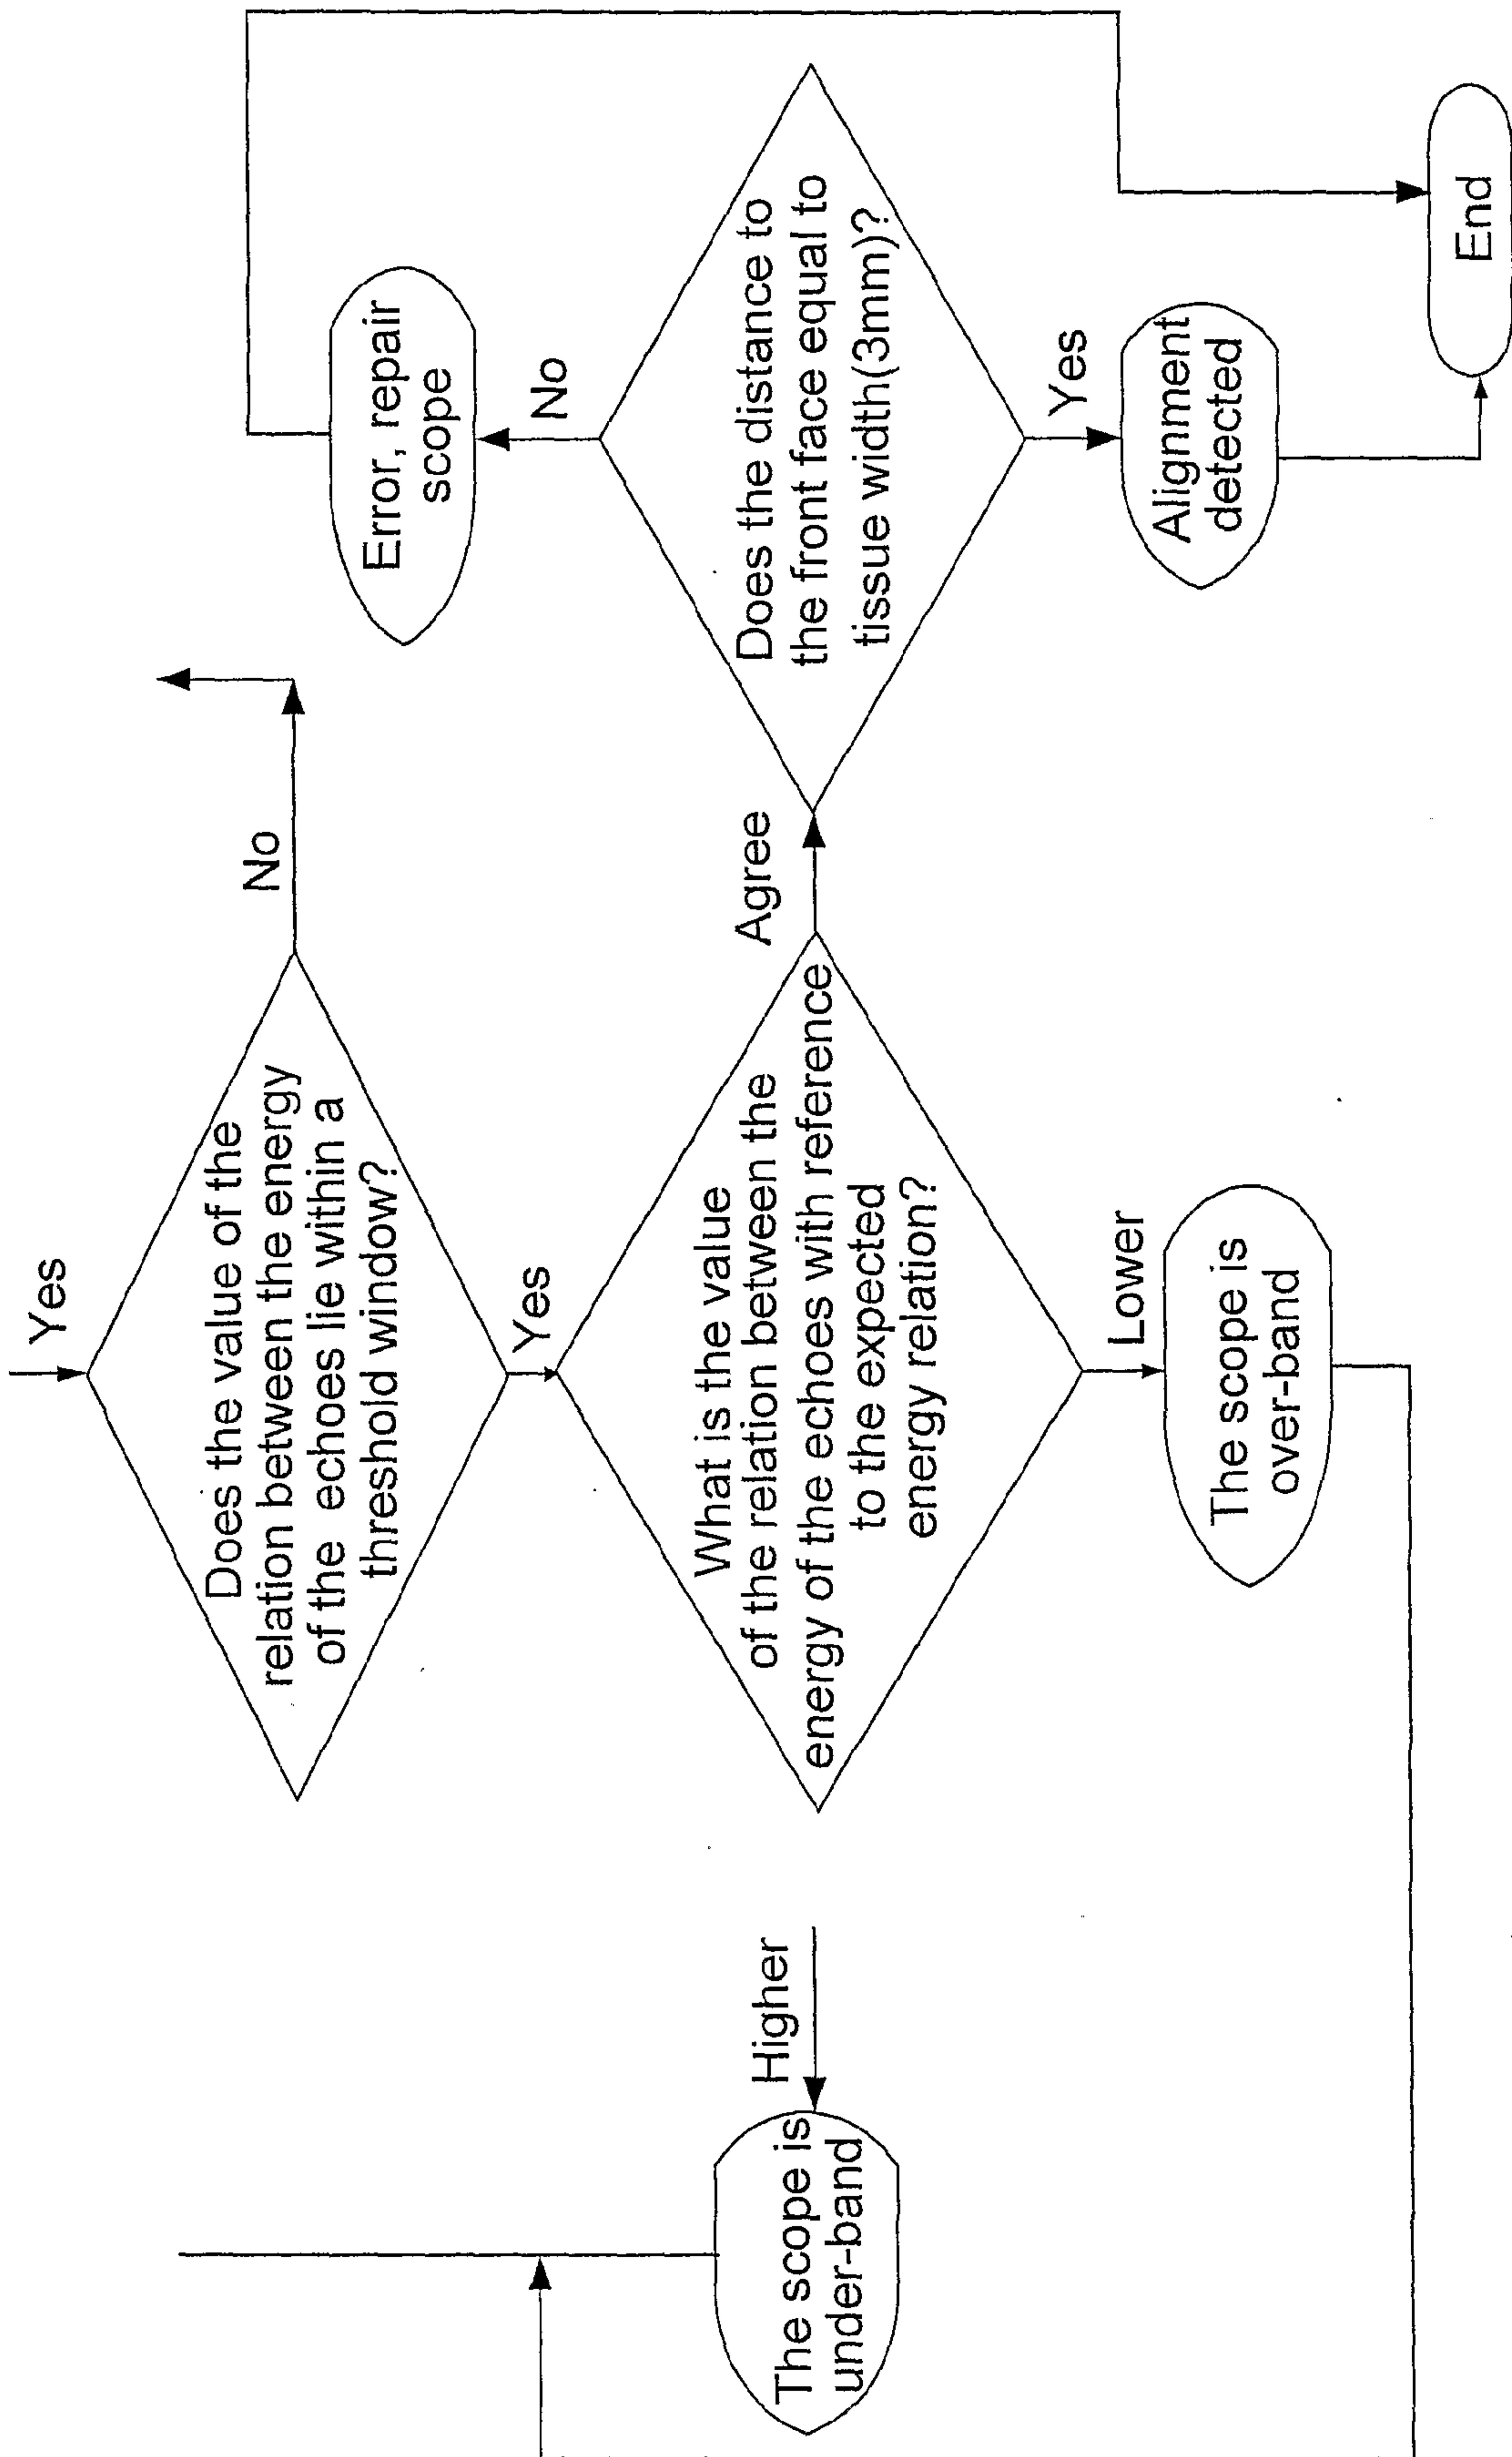 Yes
Does the value of the
relation between the energy
of the echoes lie within a
threshold window?
No
Yes
What is the value
of the relation between the
energy of the echoes with reference
to the expected
energy relation?
Higher
The scope is
under-band
Agree
Does the distance to
the front face equal to
tissue width(3mm)?
No
Error, repair
scope
Yes
Alignment
detected
Lower
The scope is
over-band
End